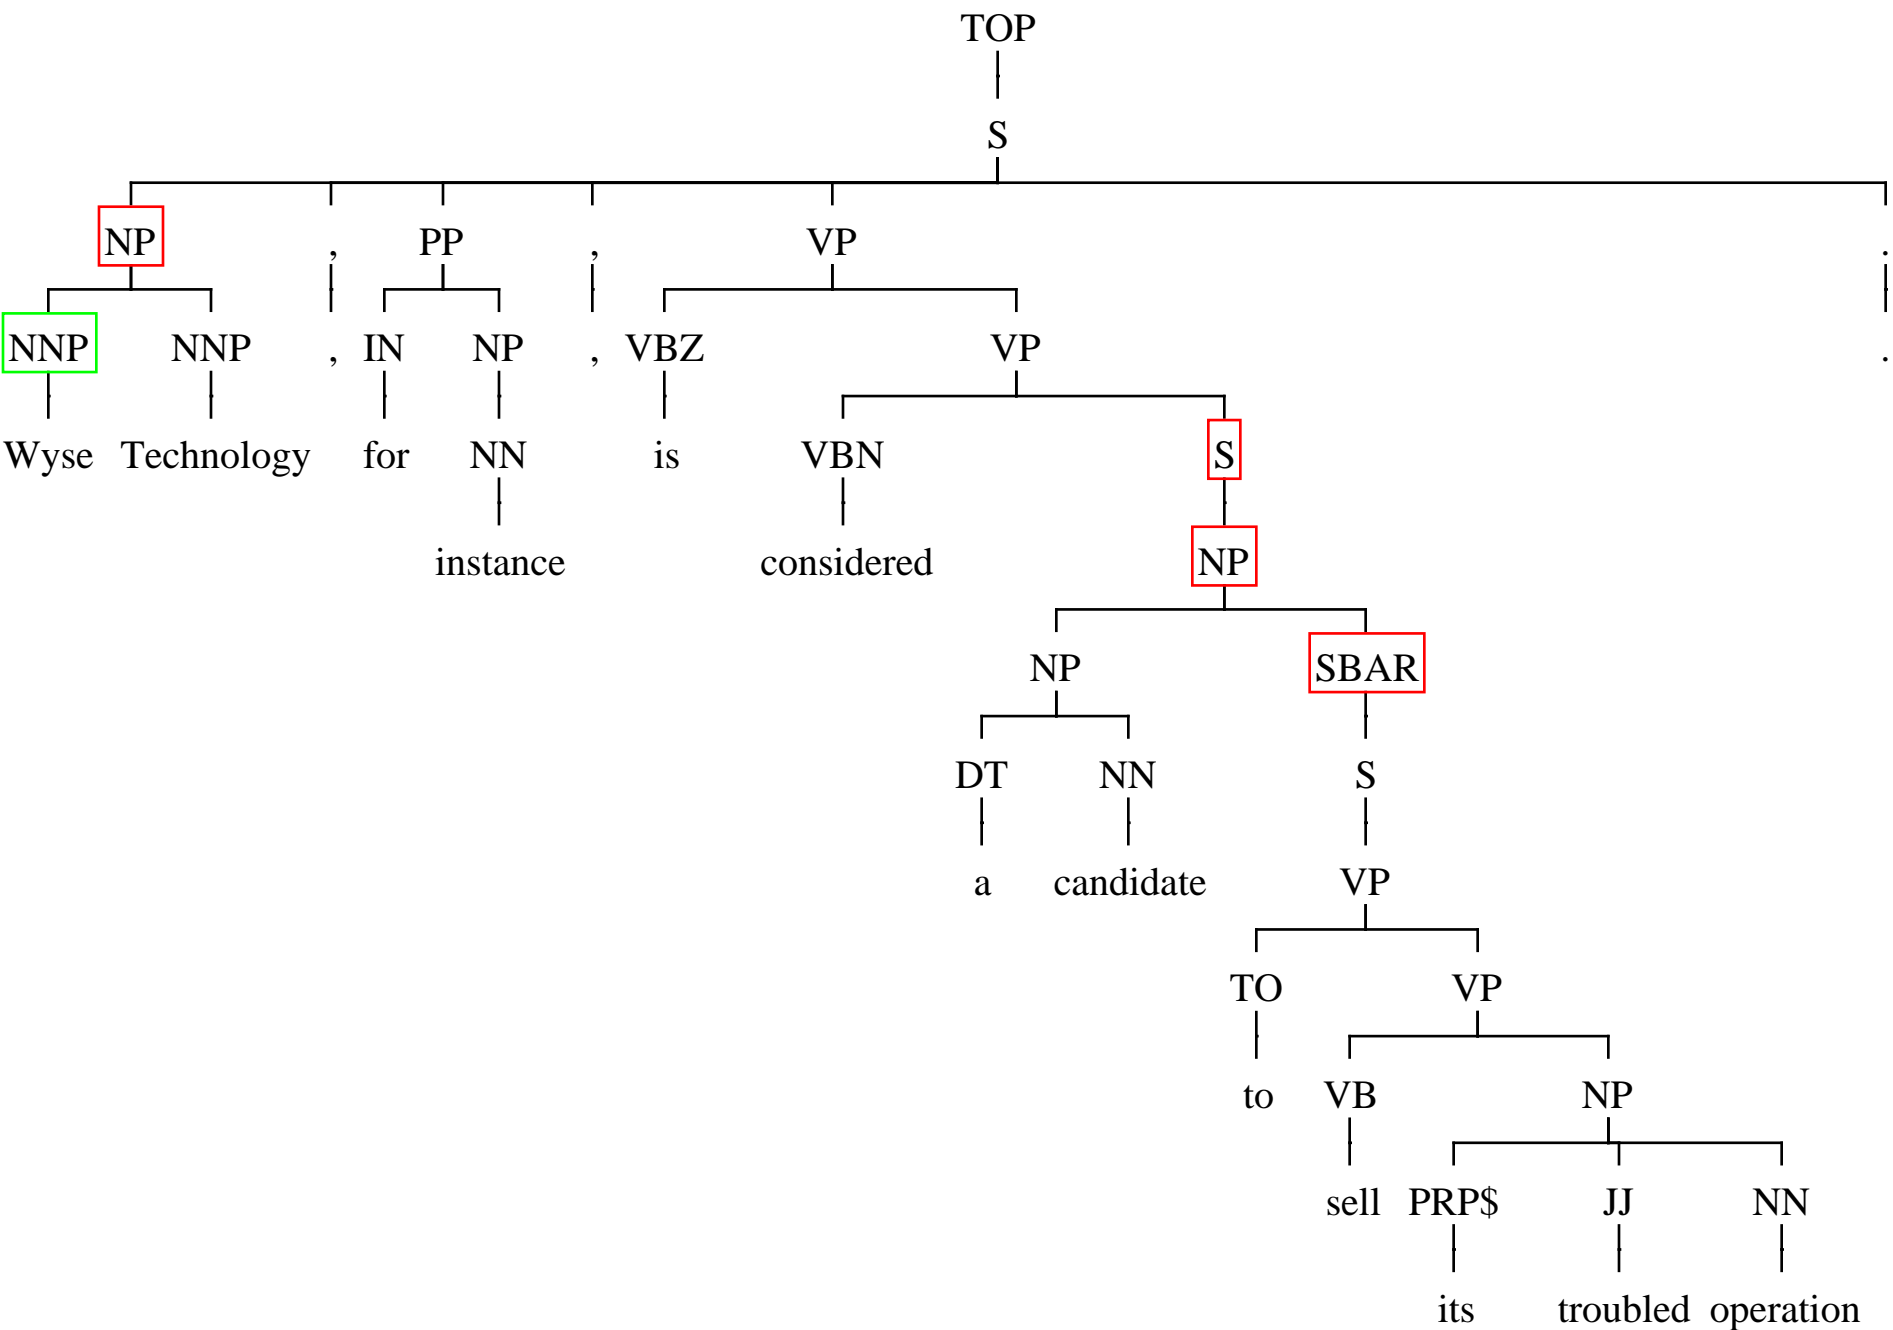 TOP
S
NP , PP , VP .
NNP NNP , IN NP , VBZ VP .
Wyse Technology for NN is VBN S
instance considered NP
NP SBAR
DT NN S
a candidate VP
TO VP
to VB NP
sell PRP$ JJ NN
its troubled operation